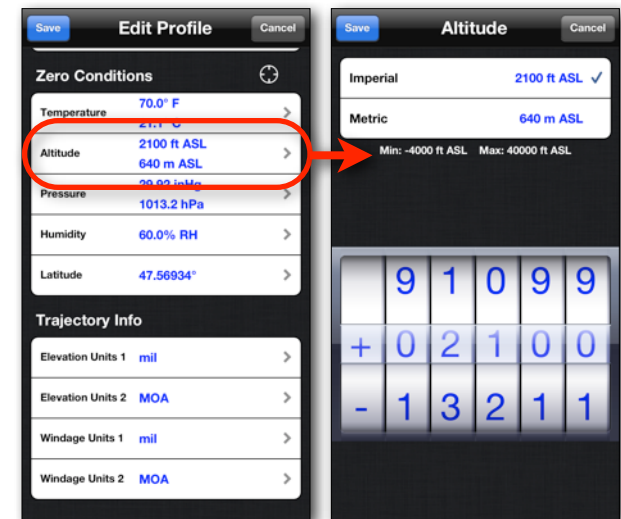 Save Edit Profile Cancel
Zero Conditions
Temperature 70.0° F
21.1° C
Altitude 2100 ft ASL
640 m ASL
Pressure 29.92 inHg
1013.2 hPa
Humidity 60.0% RH
Latitude 47.56934°
Trajectory Info
Elevation Units 1 mil
Elevation Units 2 MOA
Windage Units 1 mil
Windage Units 2 MOA
Save Altitude Cancel
Imperial 2100 ft ASL ✓
Metric 640 m ASL
Min: -4000 ft ASL Max: 40000 ft ASL
9 1 0 9 9
+ 0 2 1 0 0
- 1 3 2 1 1